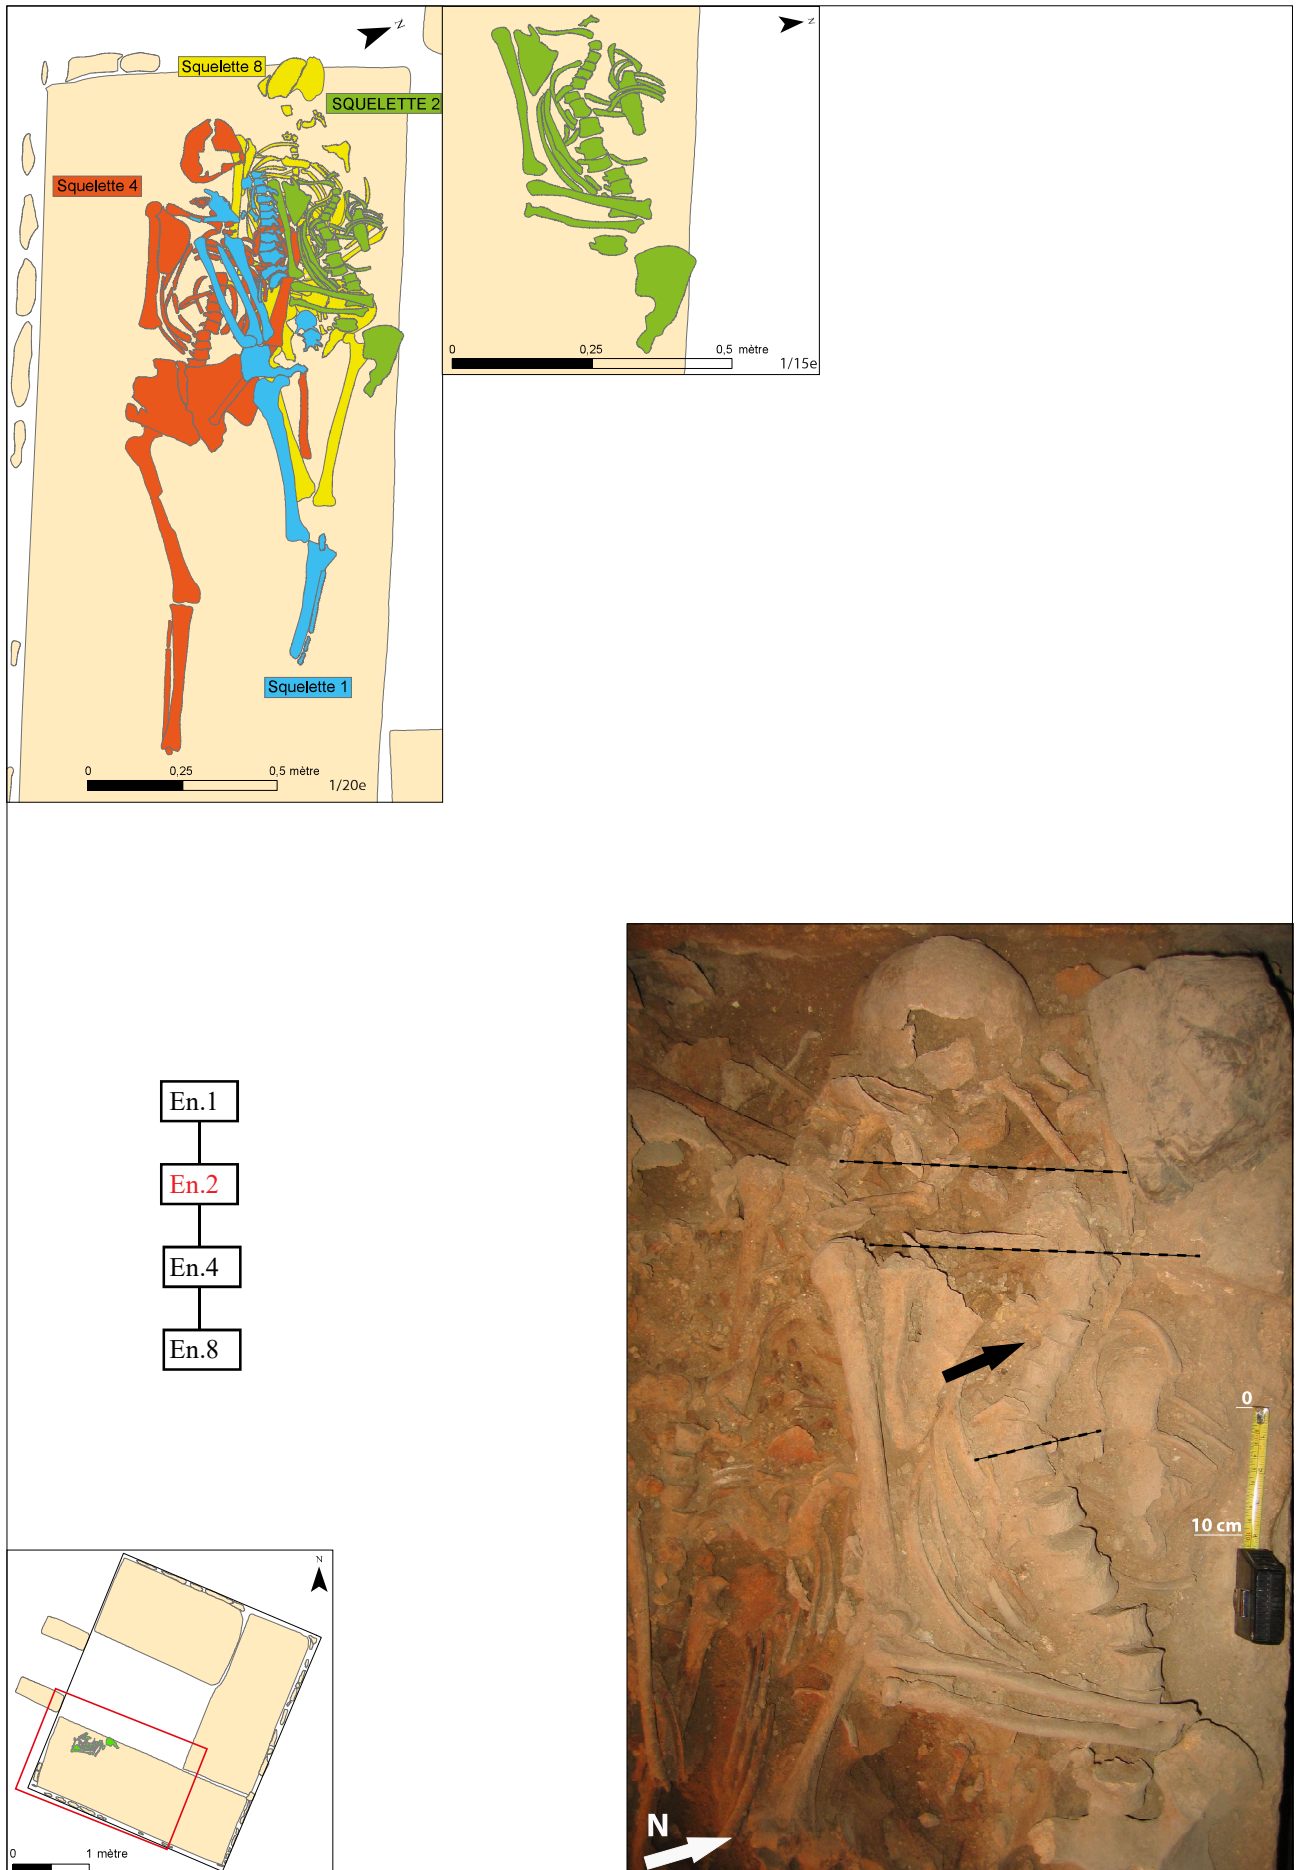 N
Squelette 8
SQUELETTE 2
Squelette 4
Squelette 1
0 0,25 0,5 mètre
1/20e
N
0 0,25 0,5 mètre
1/15e
En.1
En.2
En.4
En.8
0
10 cm
N
N
0 1 mètre